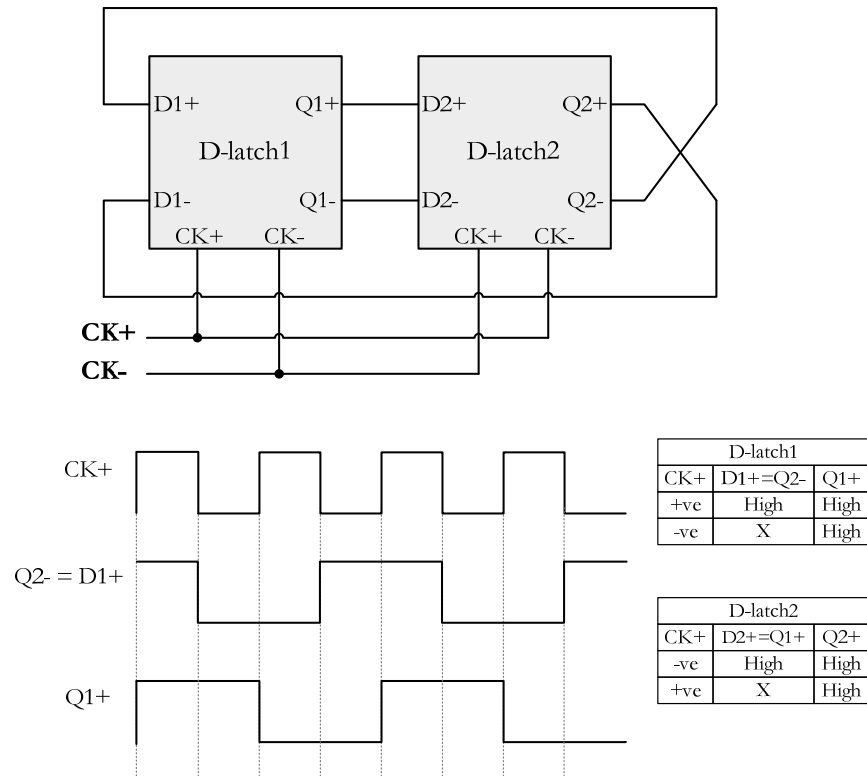 D1+ Q1+ D2+ Q2+
D-latch1 D-latch2
D1- Q1- D2- Q2-
CK+ CK- CK+ CK-
CK+
CK-
CK+
Q2- = D1+
Q1+
D-latch1
CK+ D1+=Q2- Q1+
+ve High High
-ve X High
D-latch2
CK+ D2+=Q1+ Q2+
-ve High High
+ve X High